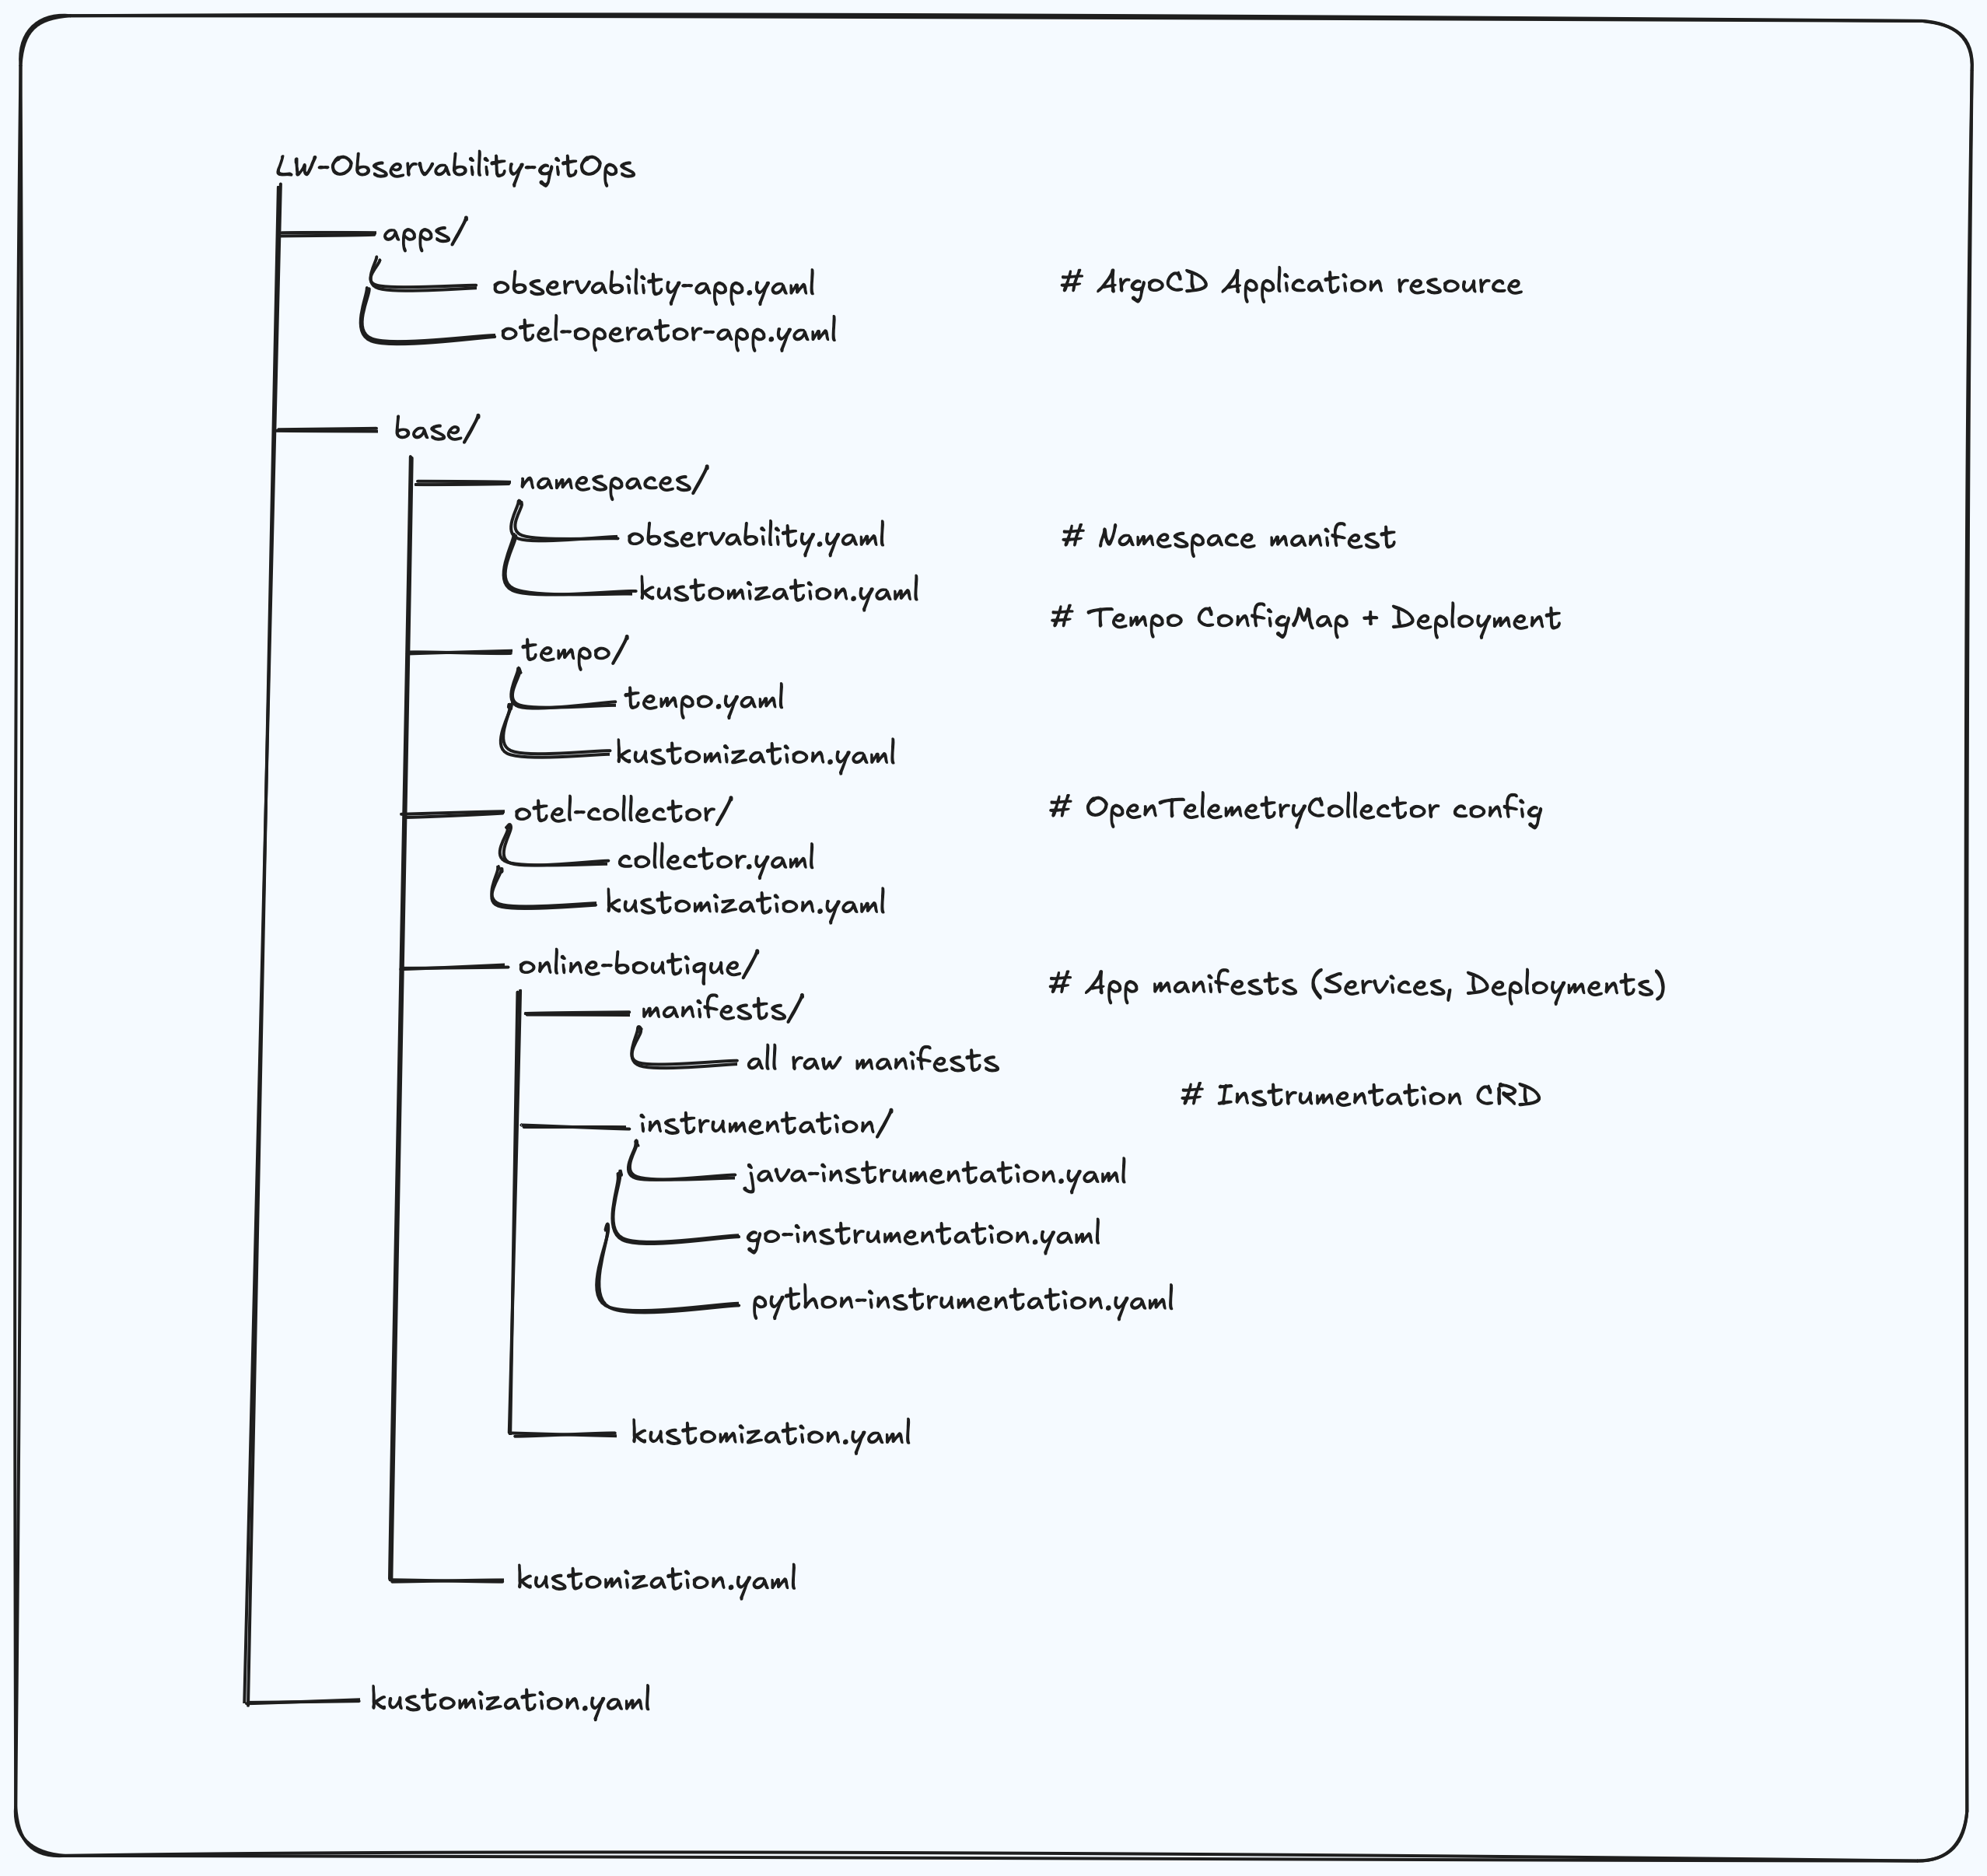 LW-Observability-gitOps
apps/
observability-app.yaml # ArgoCD Application resource
otel-operator-app.yaml
base/
namespaces/
observability.yaml # Namespace manifest
kustomization.yaml
# Tempo ConfigMap + Deployment
tempo/
tempo.yaml
kustomization.yaml
otel-collector/ # OpenTelemetryCollector config
collector.yaml
kustomization.yaml
online-boutique/ # App manifests (Services, Deployments)
manifests/
all raw manifests
# Instrumentation CRD
instrumentation/
java-instrumentation.yaml
go-instrumentation.yaml
python-instrumentation.yaml
kustomization.yaml
kustomization.yaml
kustomization.yaml